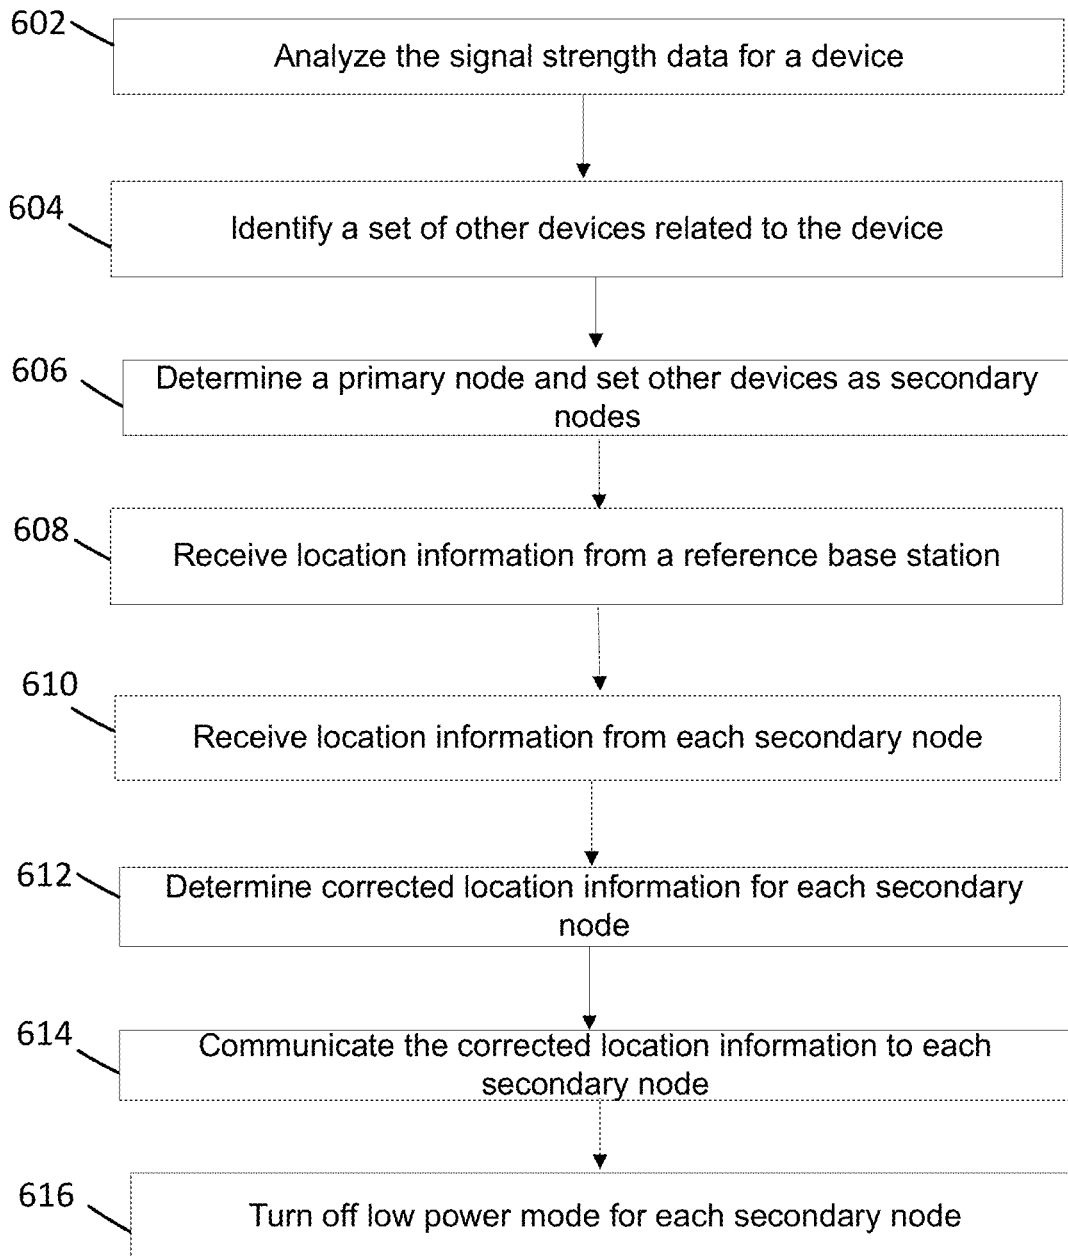 602
Analyze the signal strength data for a device
604
Identify a set of other devices related to the device
606
Determine a primary node and set other devices as secondary
nodes
608
Receive location information from a reference base station
610
Receive location information from each secondary node
612
Determine corrected location information for each secondary
node
614
Communicate the corrected location information to each
secondary node
616
Turn off low power mode for each secondary node